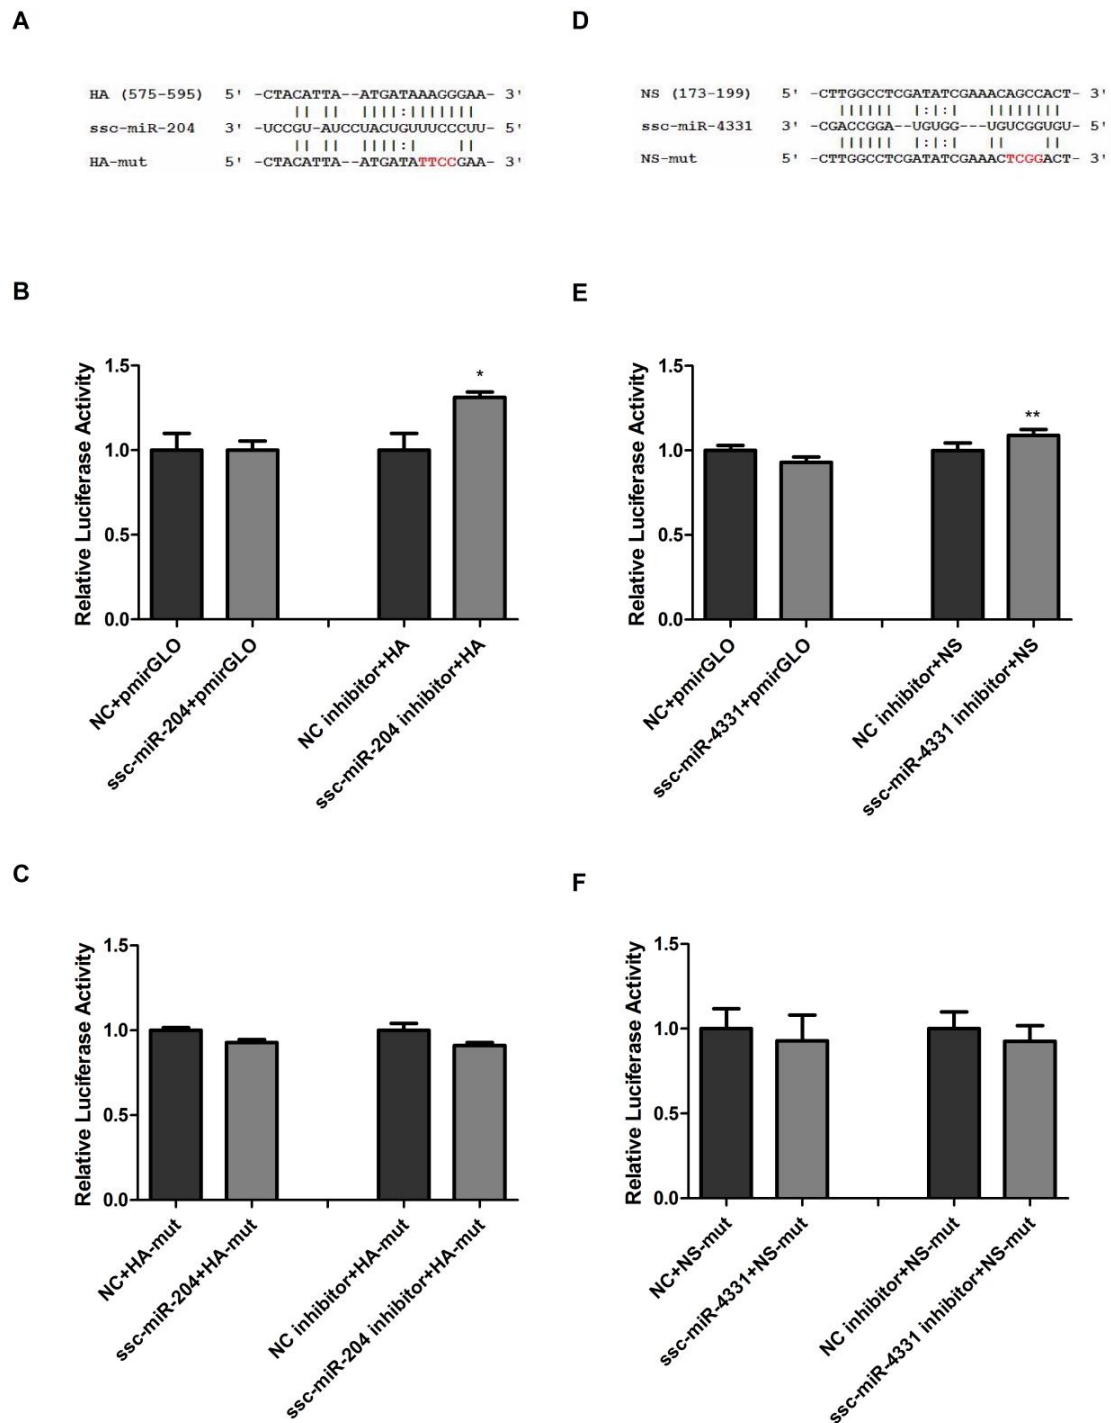 A
HA (575-595) 5' -CTACATTA--ATGATAAAGGGAA- 3'
|| || ||||:|||||||
ssc-miR-204 3' -UCCGU-AUCCUACUGUUUCCCUU- 5'
|| || ||||:| ||
HA-mut 5' -CTACATTA--ATGATATTCCGAA- 3'
D
NS (173-199) 5' -CTTGGCCTCGATATCGAAACAGCCACT- 3'
|||||| |:|:| ||||||||
ssc-miR-4331 3' -CGACCGGA--UGUGG---UGUCGGUGU- 5'
|||||| |:|:| || ||
NS-mut 5' -CTTGGCCTCGATATCGAAACTCGGACT- 3'
B
Relative Luciferase Activity
1.5
1.0
0.5
0.0
*
NC+pmirGLO
ssc-miR-204+pmirGLO
NC inhibitor+HA
ssc-miR-204 inhibitor+HA
E
Relative Luciferase Activity
1.5
1.0
0.5
0.0
**
NC+pmirGLO
ssc-miR-4331+pmirGLO
NC inhibitor+NS
ssc-miR-4331 inhibitor+NS
C
Relative Luciferase Activity
1.5
1.0
0.5
0.0
NC+HA-mut
ssc-miR-204+HA-mut
NC inhibitor+HA-mut
ssc-miR-204 inhibitor+HA-mut
F
Relative Luciferase Activity
1.5
1.0
0.5
0.0
NC+NS-mut
ssc-miR-4331+NS-mut
NC inhibitor+NS-mut
ssc-miR-4331 inhibitor+NS-mut